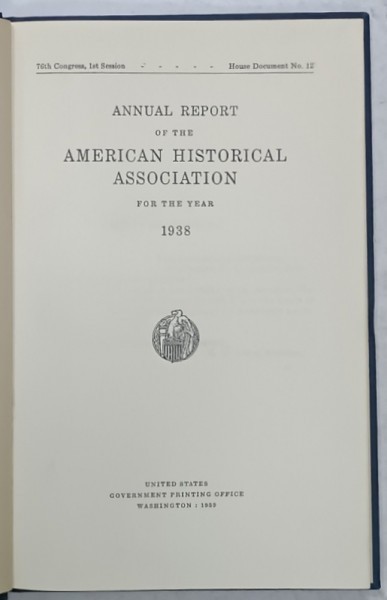 76th Congress, 1st Session - - - - - House Document No. 12
ANNUAL REPORT
OF THE
AMERICAN HISTORICAL
ASSOCIATION
FOR THE YEAR
1938
UNITED STATES
GOVERNMENT PRINTING OFFICE
WASHINGTON : 1939